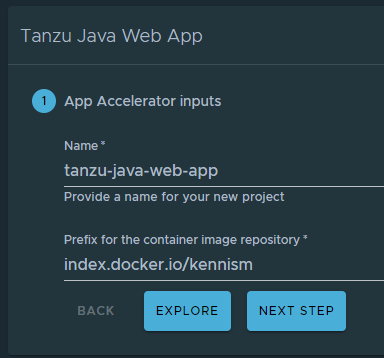 Tanzu Java Web App
1 App Accelerator inputs
Name *
tanzu-java-web-app
Provide a name for your new project
Prefix for the container image repository *
index.docker.io/kennism
BACK EXPLORE NEXT STEP